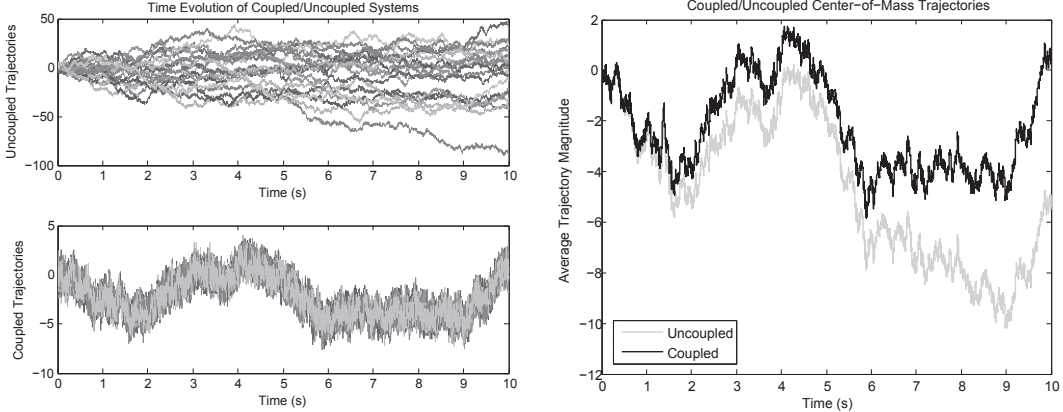 Time Evolution of Coupled/Uncoupled Systems
Uncoupled Trajectories
50
0
−50
−100
0 1 2 3 4 5 6 7 8 9 10
Time (s)
Coupled Trajectories
5
0
−5
−10
0 1 2 3 4 5 6 7 8 9 10
Time (s)
Coupled/Uncoupled Center−of−Mass Trajectories
Average Trajectory Magnitude
2
0
−2
−4
−6
−8
−10
−12
Uncoupled
Coupled
0 1 2 3 4 5 6 7 8 9 10
Time (s)